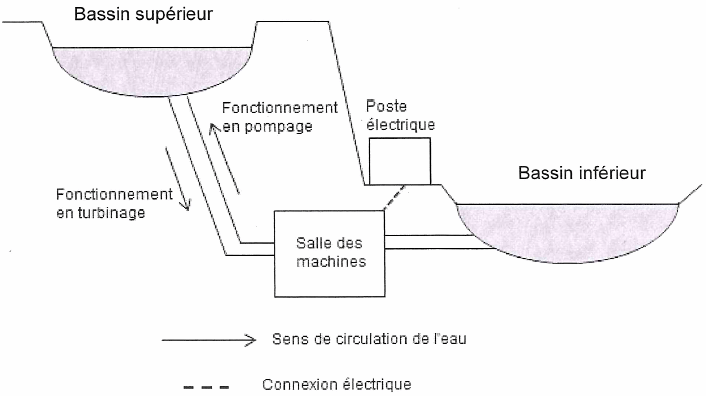 Bassin supérieur
Fonctionnement
en pompage
Poste
électrique
Bassin inférieur
Fonctionnement
en turbinage
Salle des
machines
Sens de circulation de l'eau
Connexion électrique